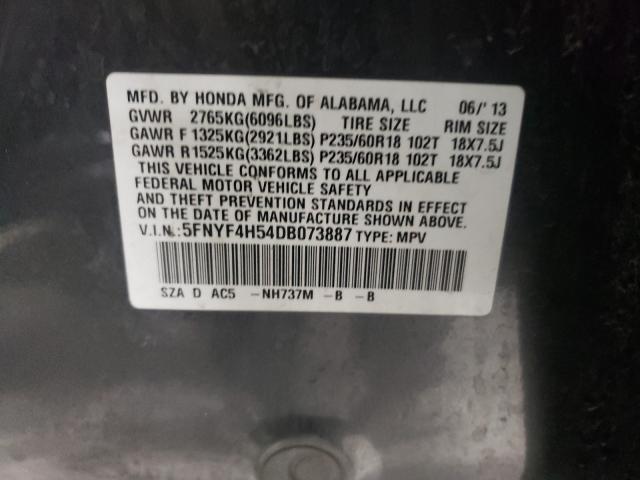 MFD. BY HONDA MFG. OF ALABAMA, LLC 06/'13
GVWR 2765KG(6096LBS) TIRE SIZE RIM SIZE
GAWR F 1325KG(2921LBS) P235/60R18 102T 18X7.5J
GAWR R 1525KG(3362LBS) P235/60R18 102T 18X7.5J
THIS VEHICLE CONFORMS TO ALL APPLICABLE
FEDERAL MOTOR VEHICLE SAFETY
AND THEFT PREVENTION STANDARDS IN EFFECT
ON THE DATE OF MANUFACTURE SHOWN ABOVE.
V.I.N.: 5FNYF4H54DB073887 TYPE: MPV
SZA D AC5 -NH737M -B -B